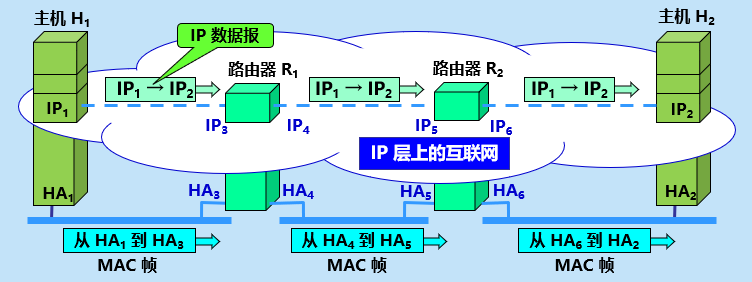 主机 H1
IP 数据报
主机 H2
路由器 R1
路由器 R2
IP1 → IP2
IP1 → IP2
IP1 → IP2
IP1
IP2
IP3
IP4
IP5
IP6
IP 层上的互联网
HA1
HA3
HA4
HA5
HA6
HA2
从 HA1 到 HA3
从 HA4 到 HA5
从 HA6 到 HA2
MAC 帧
MAC 帧
MAC 帧